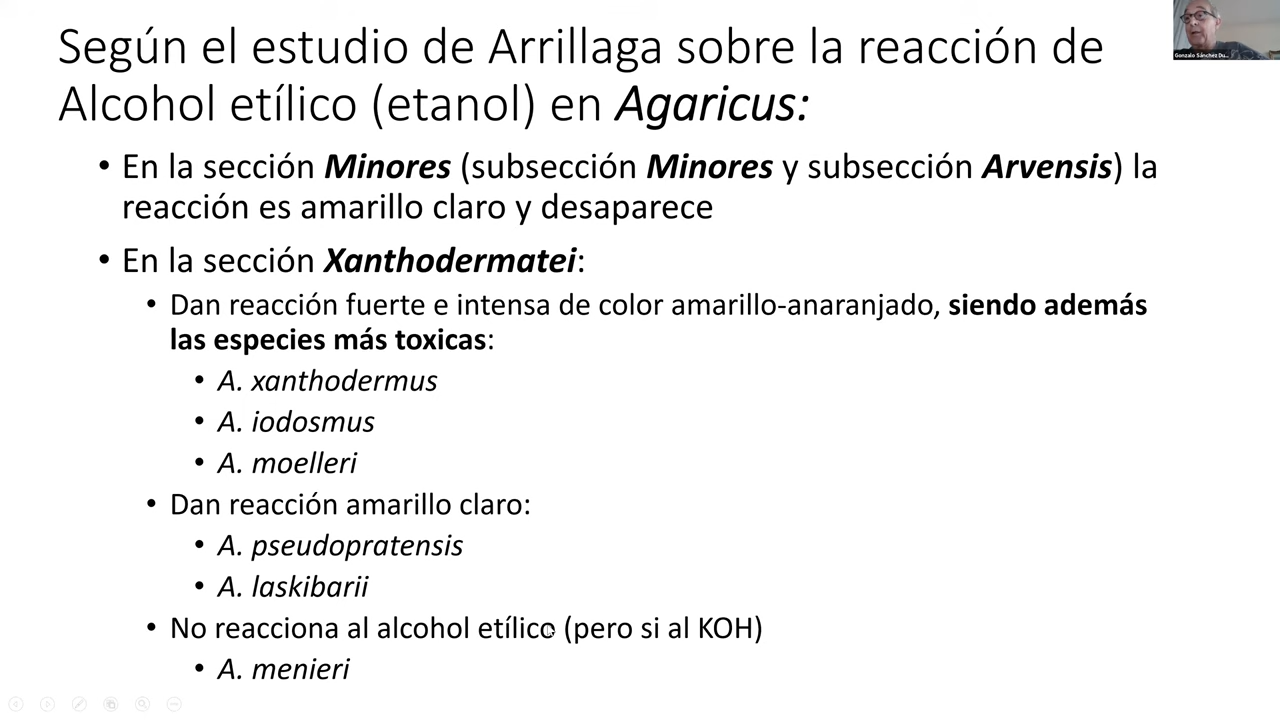 Según el estudio de Arrillaga sobre la reacción de
Alcohol etílico (etanol) en Agaricus:
• En la sección Minores (subsección Minores y subsección Arvensis) la
reacción es amarillo claro y desaparece
• En la sección Xanthodermatei:
• Dan reacción fuerte e intensa de color amarillo-anaranjado, siendo además
las especies más toxicas:
• A. xanthodermus
• A. iodosmus
• A. moelleri
• Dan reacción amarillo claro:
• A. pseudopratensis
• A. laskibarii
• No reacciona al alcohol etílico (pero si al KOH)
• A. menieri
Gonzalo Sánchez Du...